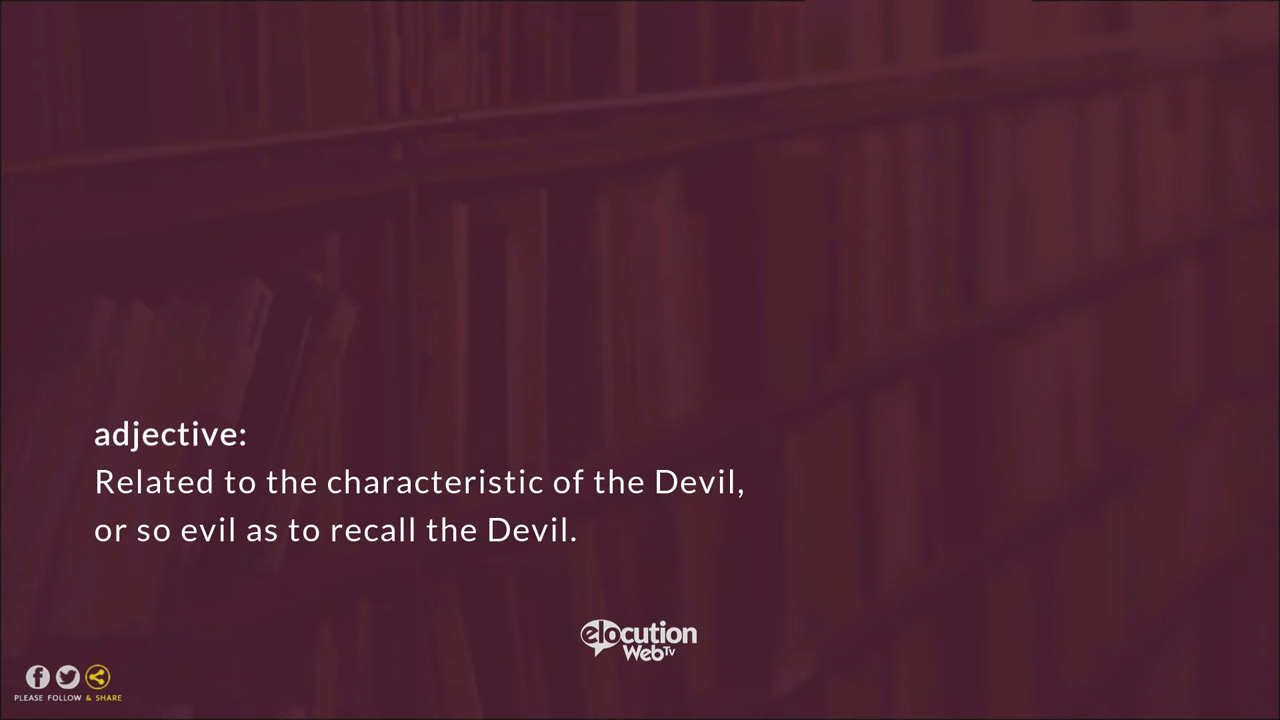 adjective:
Related to the characteristic of the Devil,
or so evil as to recall the Devil.
elocution
WebTv
PLEASE FOLLOW & SHARE